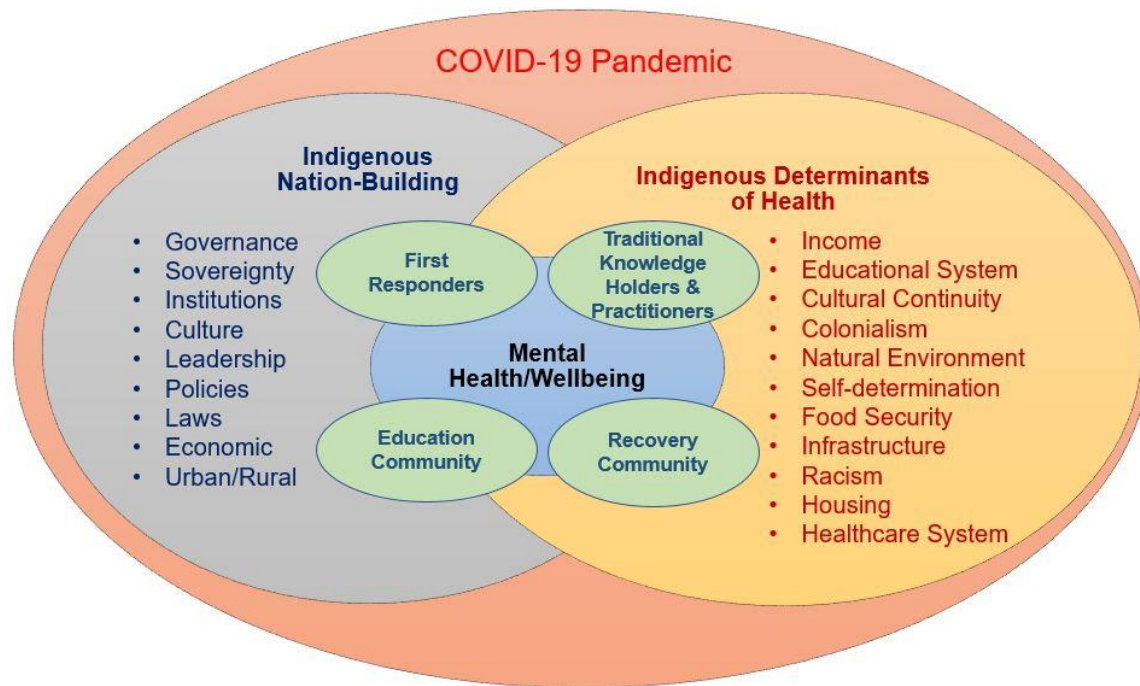 COVID-19 Pandemic
Indigenous
Nation-Building
• Governance
• Sovereignty
• Institutions
• Culture
• Leadership
• Policies
• Laws
• Economic
• Urban/Rural
First
Responders
Traditional
Knowledge
Holders &
Practitioners
Mental
Health/Wellbeing
Education
Community
Recovery
Community
Indigenous Determinants
of Health
• Income
• Educational System
• Cultural Continuity
• Colonialism
• Natural Environment
• Self-determination
• Food Security
• Infrastructure
• Racism
• Housing
• Healthcare System